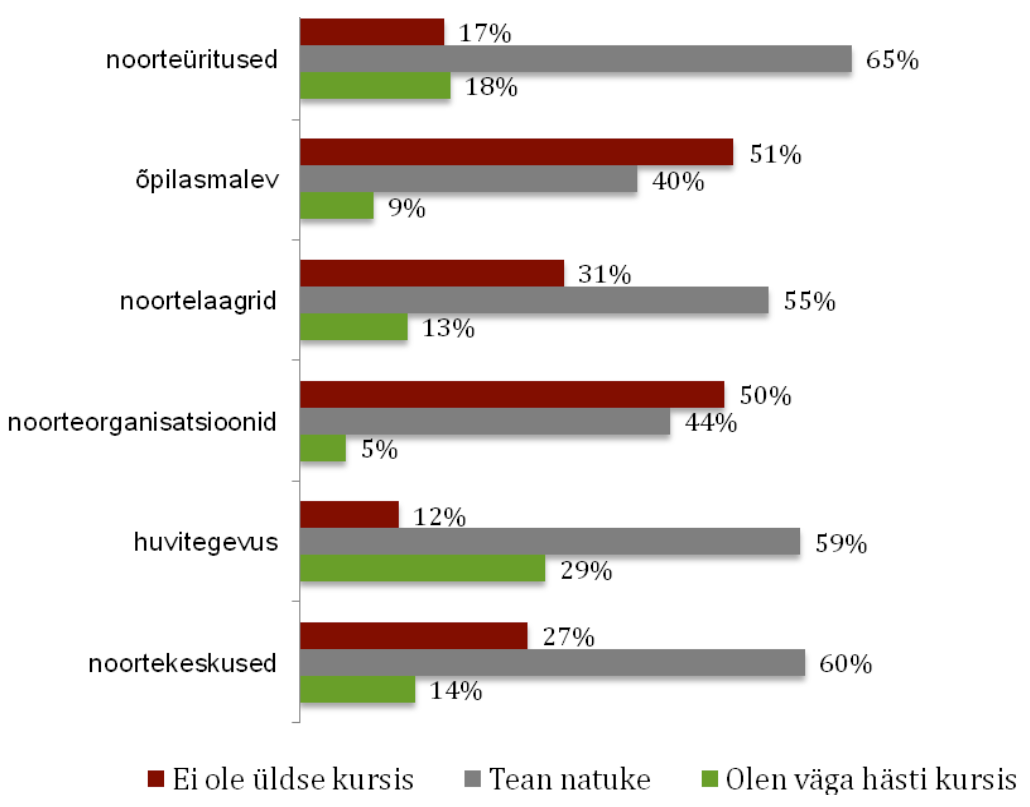 noorteüritused
17%
65%
18%
õpilasmalev
51%
40%
9%
noortelaagrid
31%
55%
13%
noorteorganisatsioonid
50%
44%
5%
huvitegevus
12%
59%
29%
noortekeskused
27%
60%
14%
Ei ole üldse kursis Tean natuke Olen väga hästi kursis